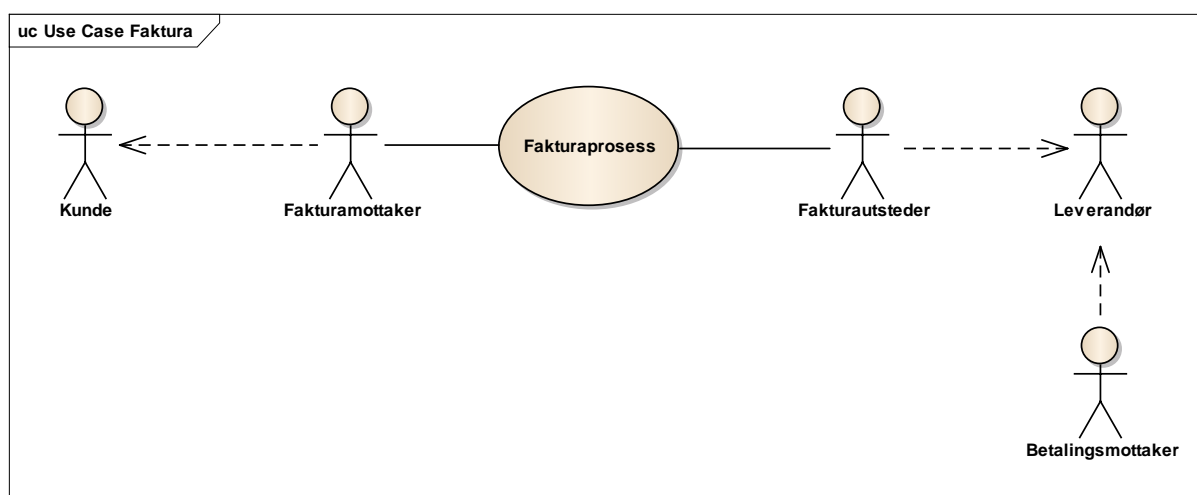 uc Use Case Faktura
Fakturaprosess
Kunde
Fakturamottaker
Fakturautsteder
Leverandør
Betalingsmottaker